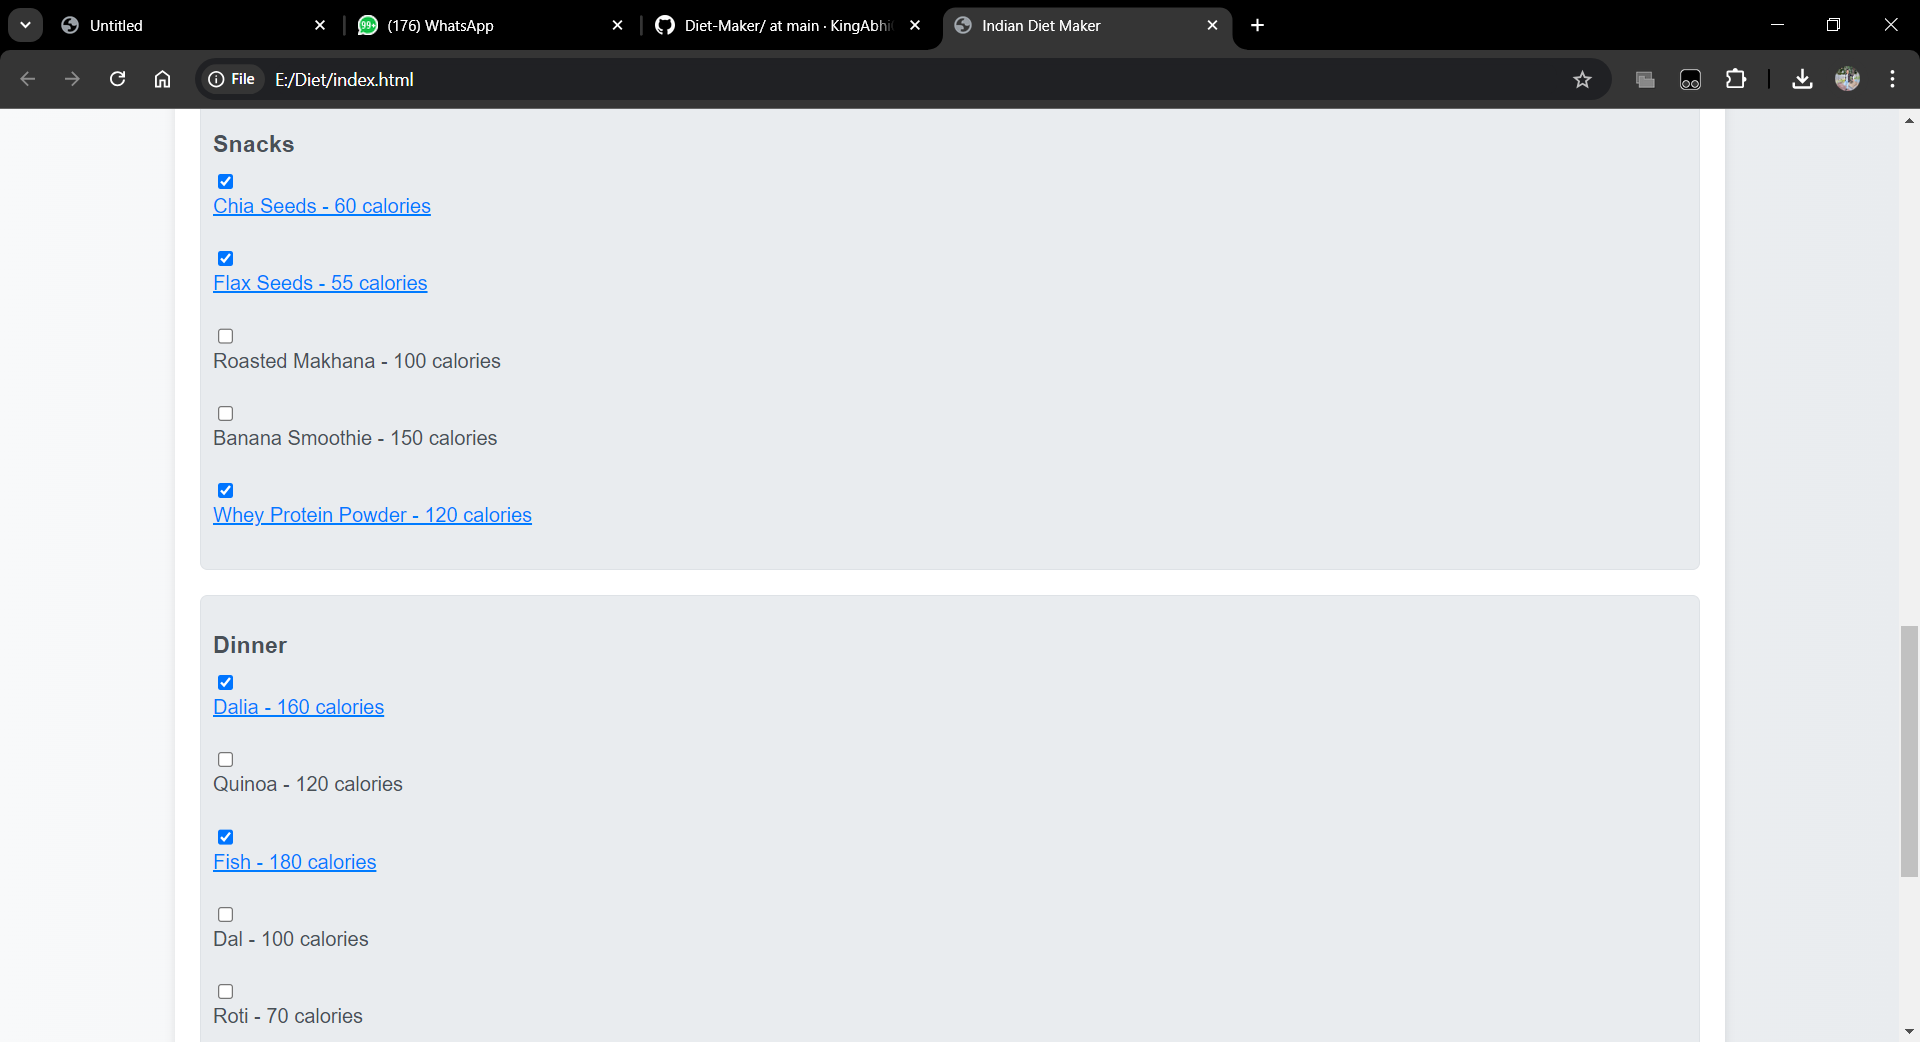 Untitled
99+
(176) WhatsApp
Diet-Maker/ at main · KingAbhi
Indian Diet Maker
File
E:/Diet/index.html
Snacks
Chia Seeds - 60 calories
Flax Seeds - 55 calories
Roasted Makhana - 100 calories
Banana Smoothie - 150 calories
Whey Protein Powder - 120 calories
Dinner
Dalia - 160 calories
Quinoa - 120 calories
Fish - 180 calories
Dal - 100 calories
Roti - 70 calories